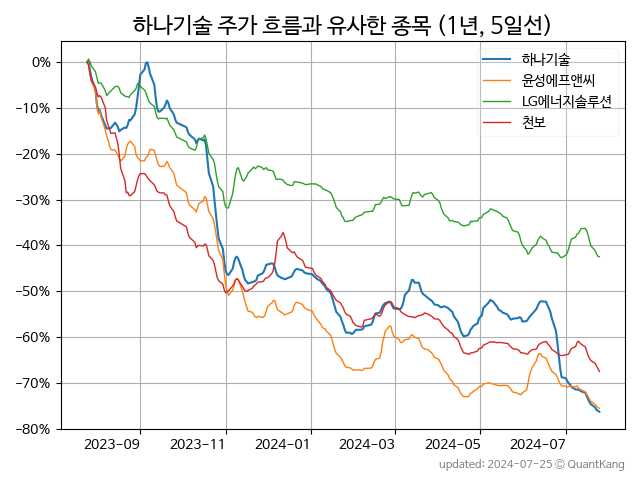 하나기술 주가 흐름과 유사한 종목 (1년, 5일선)
하나기술
윤성에프앤씨
LG에너지솔루션
천보
0%
−10%
−20%
−30%
−40%
−50%
−60%
−70%
−80%
2023-09
2023-11
2024-01
2024-03
2024-05
2024-07
updated: 2024-07-25 © QuantKang